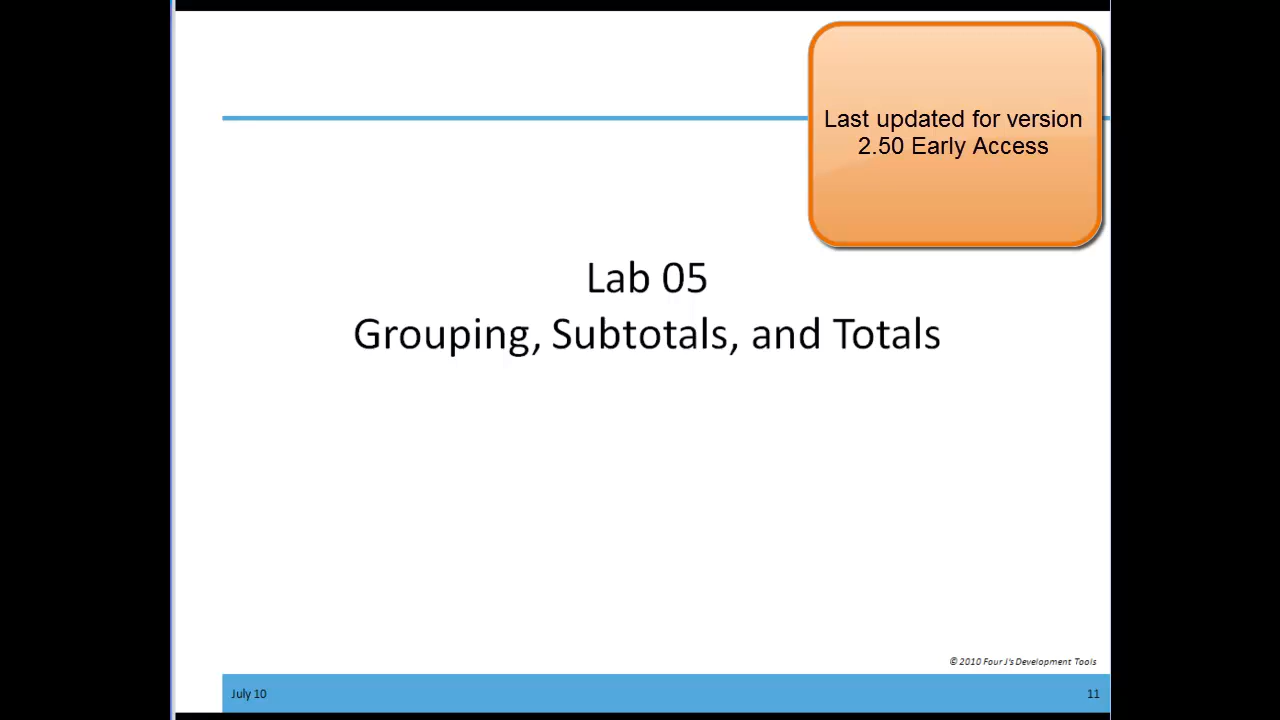 Last updated for version
2.50 Early Access
Lab 05
Grouping, Subtotals, and Totals
© 2010 Four J's Development Tools
July 10
11